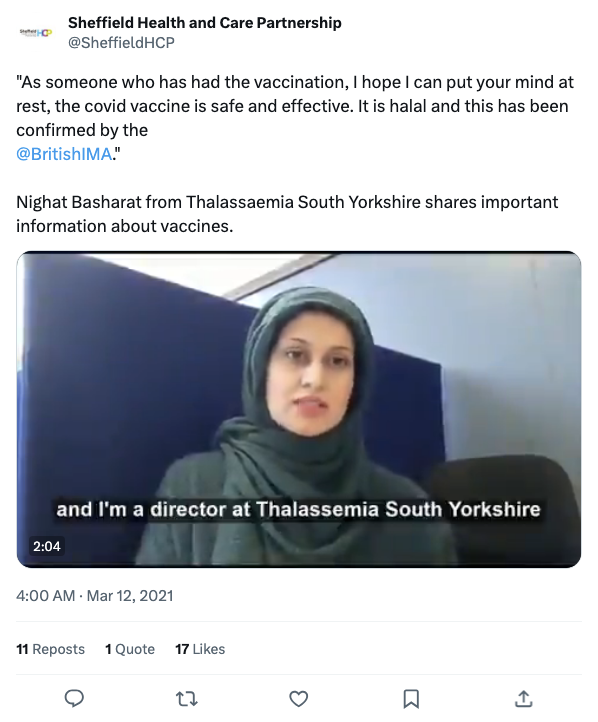 Sheffield Health and Care Partnership
@SheffieldHCP
"As someone who has had the vaccination, I hope I can put your mind at
rest, the covid vaccine is safe and effective. It is halal and this has been
confirmed by the
@BritishIMA."
Nighat Basharat from Thalassaemia South Yorkshire shares important
information about vaccines.
and I'm a director at Thalassemia South Yorkshire
2:04
4:00 AM · Mar 12, 2021
11 Reposts 1 Quote 17 Likes